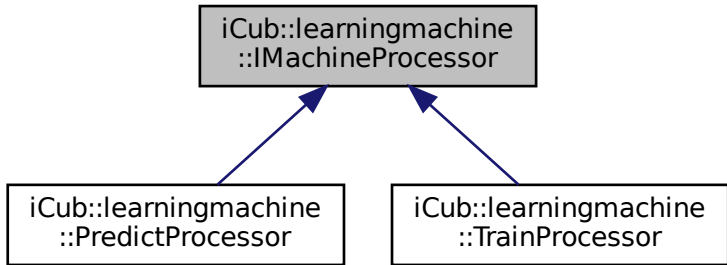 iCub::learningmachine
::IMachineProcessor
iCub::learningmachine
::PredictProcessor
iCub::learningmachine
::TrainProcessor